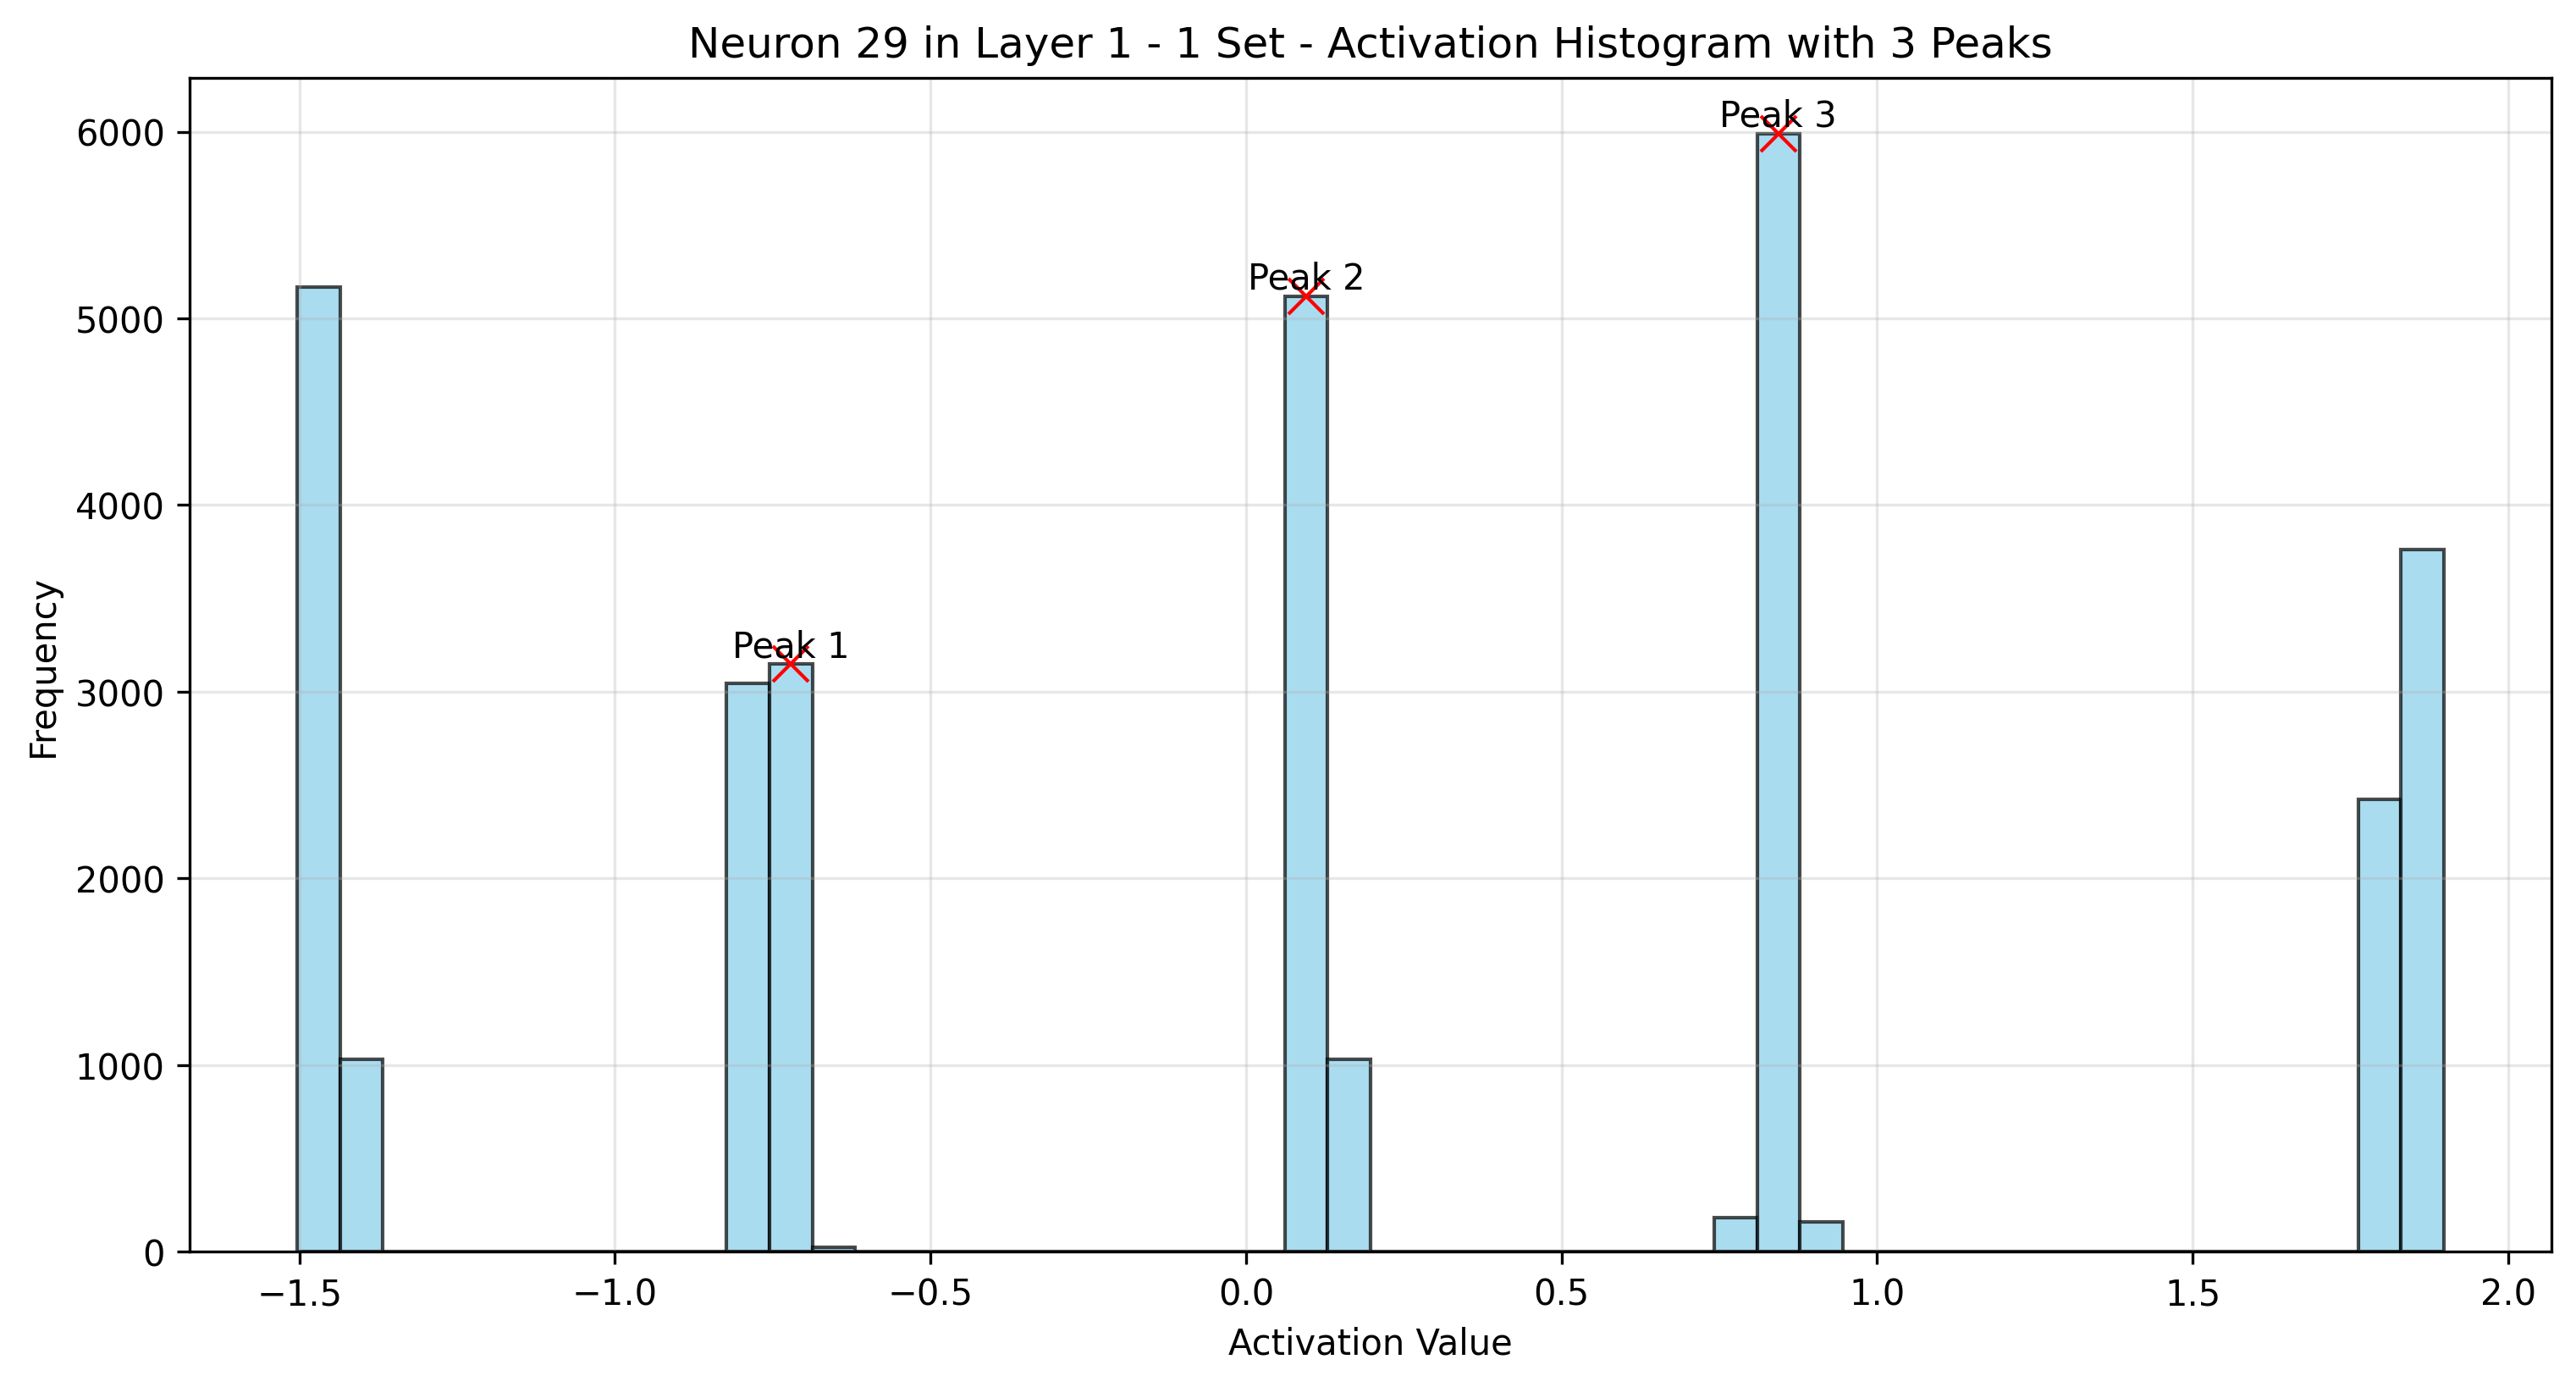 Neuron 29 in Layer 1 - 1 Set - Activation Histogram with 3 Peaks
Peak 3
6000
Peak 2
5000
4000
Peak 1
3000
2000
1000
0
Frequency
−1.5 −1.0 −0.5 0.0 0.5 1.0 1.5 2.0
Activation Value